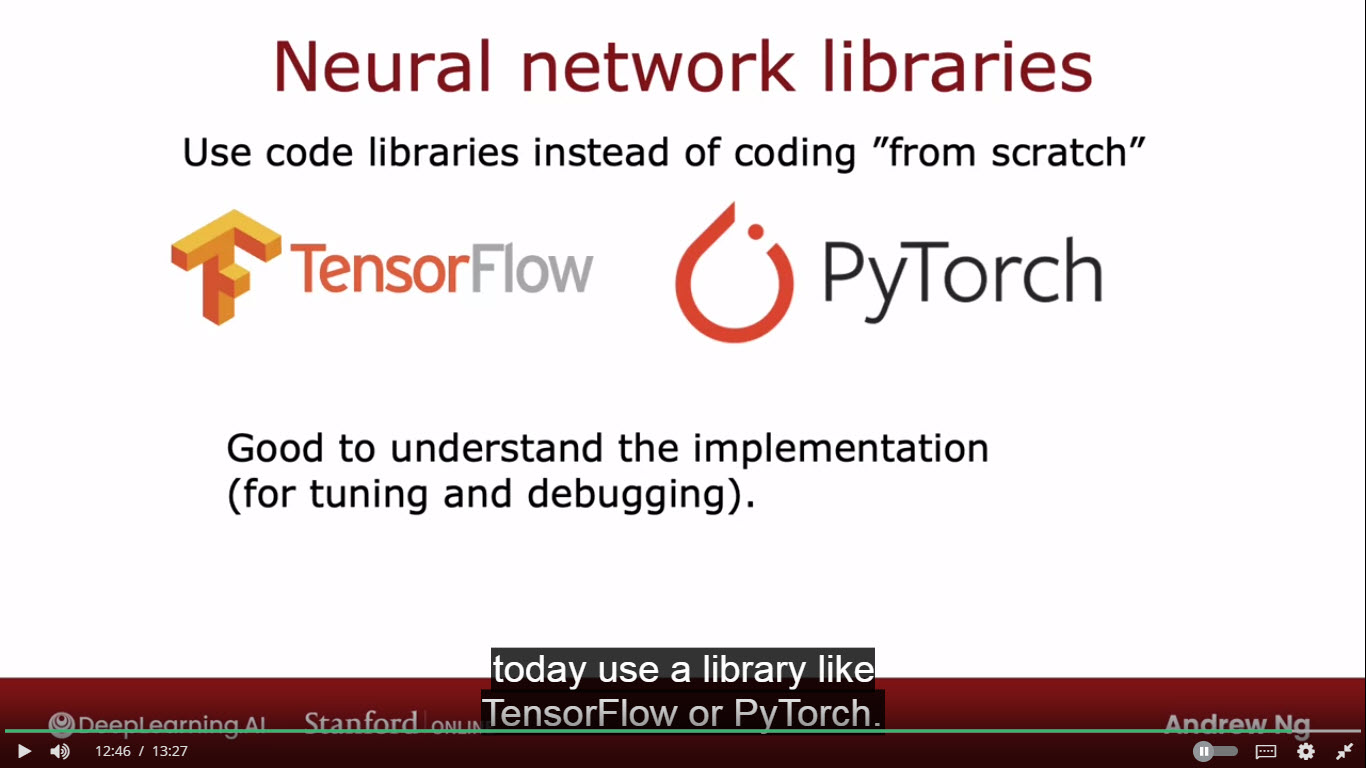 Neural network libraries
Use code libraries instead of coding ”from scratch”
TensorFlow
PyTorch
Good to understand the implementation
(for tuning and debugging).
today use a library like
TensorFlow or PyTorch.
DeepLearning.AI
Stanford
Andrew Ng
12:46 / 13:27